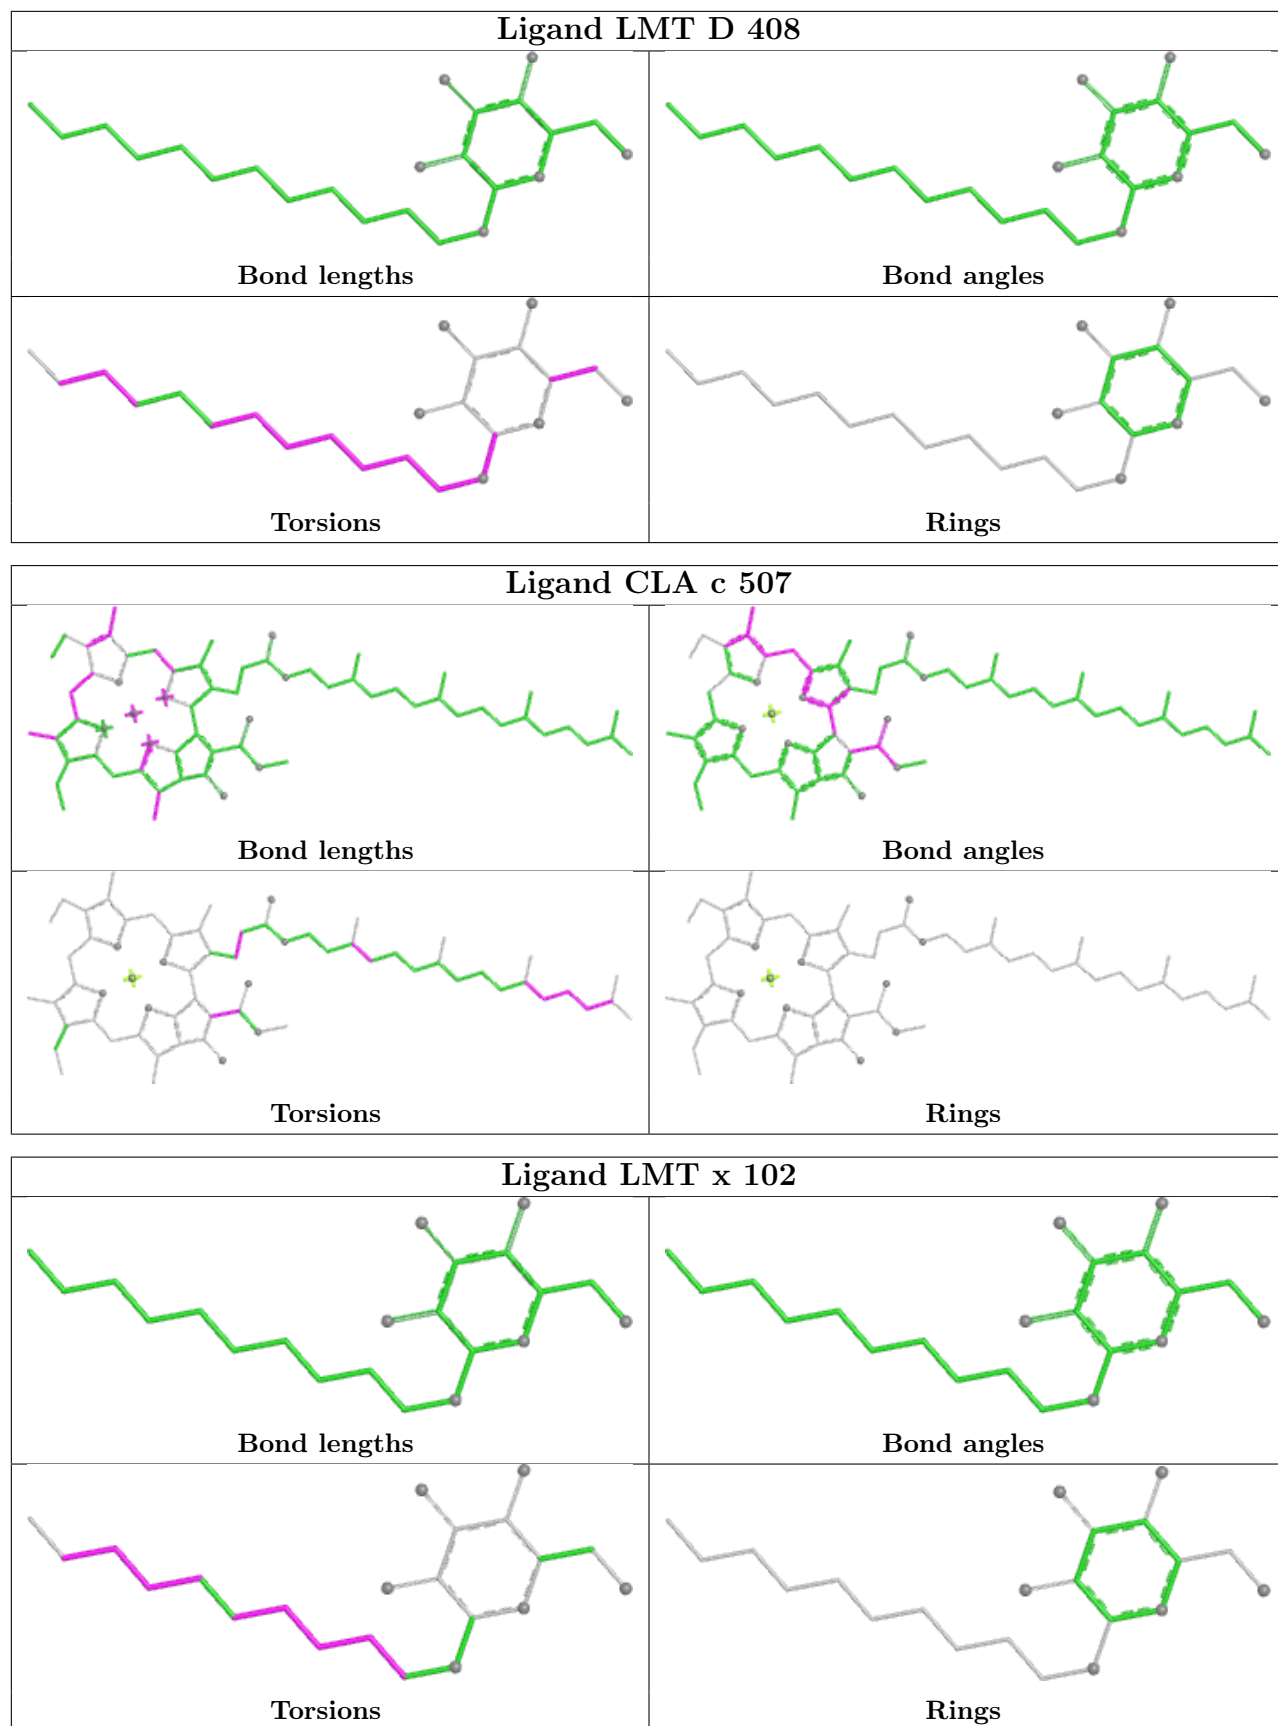 Ligand LMT D 408
Bond lengths
Bond angles
Torsions
Rings
Ligand CLA c 507
Bond lengths
Bond angles
Torsions
Rings
Ligand LMT x 102
Bond lengths
Bond angles
Torsions
Rings